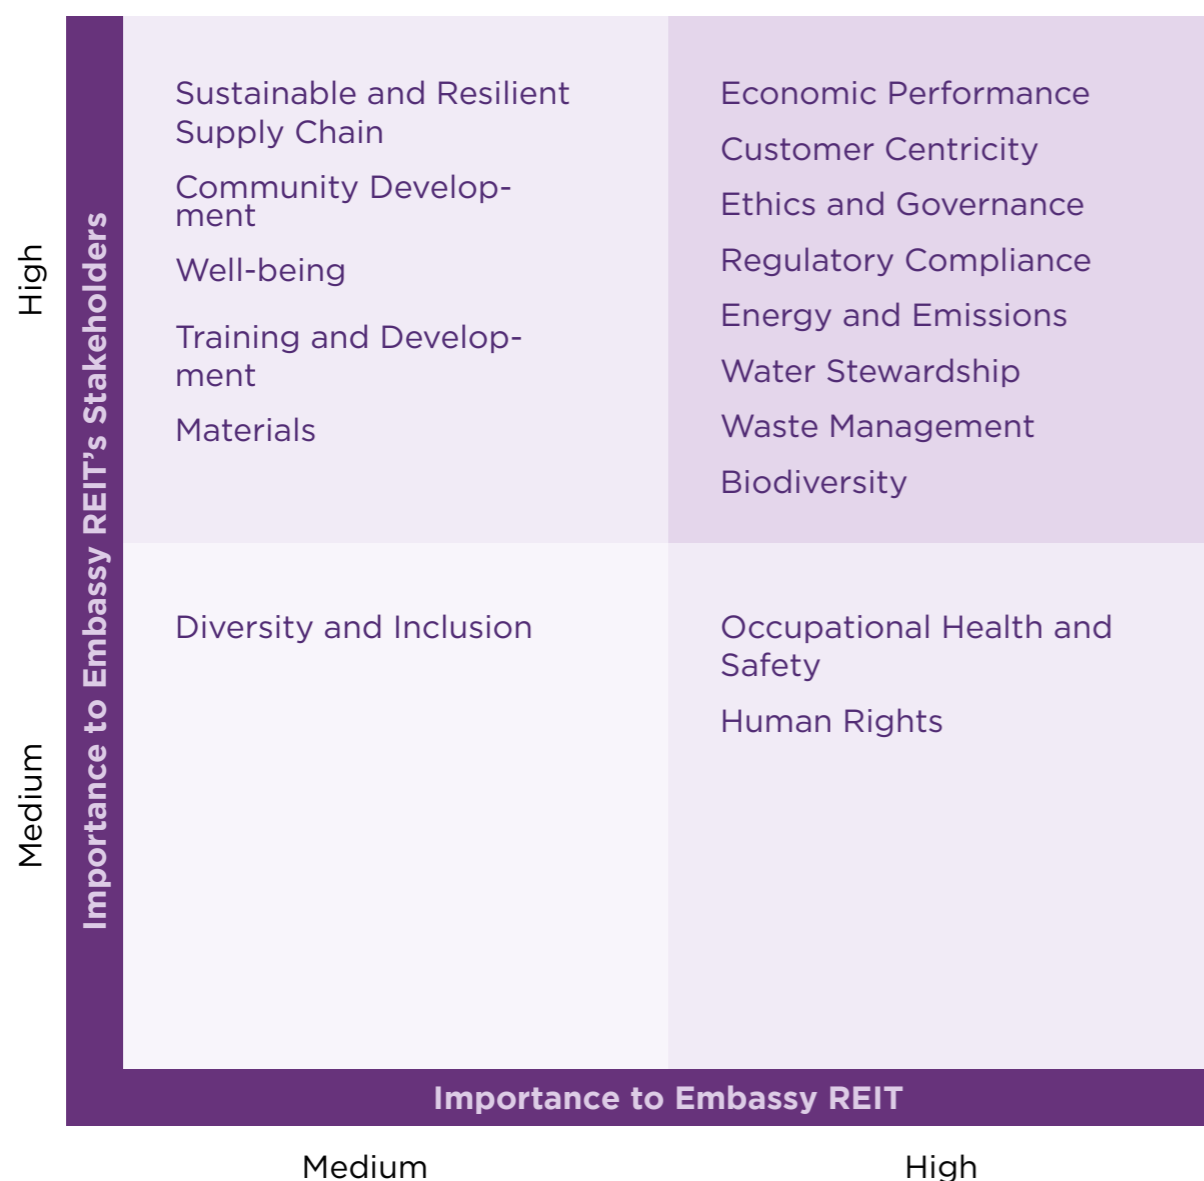 High
Medium
Importance to Embassy REIT’s Stakeholders
Sustainable and Resilient
Supply Chain
Community Develop-
ment
Well-being
Training and Develop-
ment
Materials
Economic Performance
Customer Centricity
Ethics and Governance
Regulatory Compliance
Energy and Emissions
Water Stewardship
Waste Management
Biodiversity
Diversity and Inclusion
Occupational Health and
Safety
Human Rights
Importance to Embassy REIT
Medium
High